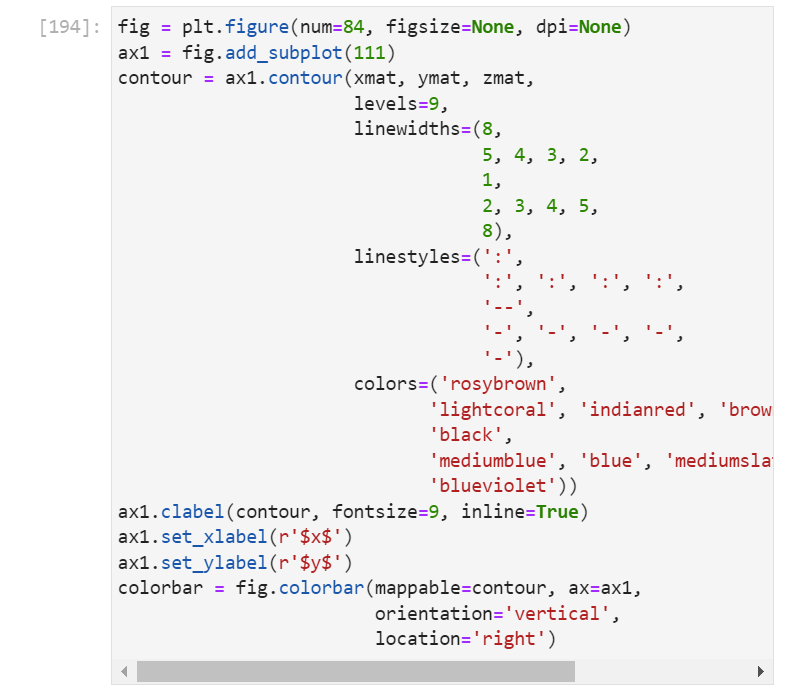 [194]: fig = plt.figure(num=84, figsize=None, dpi=None)
ax1 = fig.add_subplot(111)
contour = ax1.contour(xmat, ymat, zmat,
                      levels=9,
                      linewidths=(8,
                                  5, 4, 3, 2,
                                  1,
                                  2, 3, 4, 5,
                                  8),
                      linestyles=(':',
                                  ':', ':', ':', ':',
                                  '--',
                                  '-', '-', '-', '-',
                                  '-'),
                      colors=('rosybrown',
                             'lightcoral', 'indianred', 'brow
                             'black',
                             'mediumblue', 'blue', 'mediumsla
                             'blueviolet'))
ax1.clabel(contour, fontsize=9, inline=True)
ax1.set_xlabel(r'$x$')
ax1.set_ylabel(r'$y$')
colorbar = fig.colorbar(mappable=contour, ax=ax1,
                        orientation='vertical',
                        location='right')